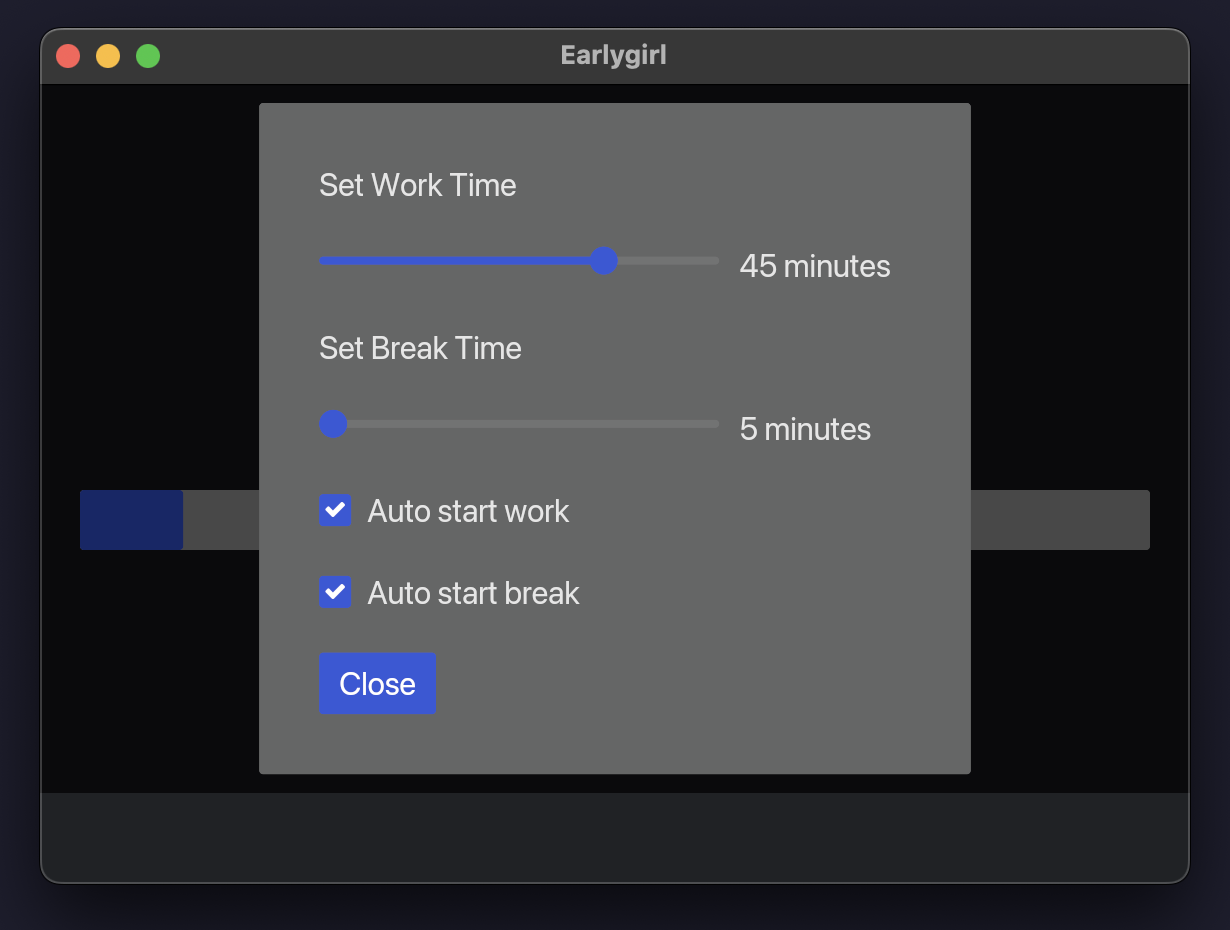 Earlygirl
Set Work Time
45 minutes
Set Break Time
5 minutes
Auto start work
Auto start break
Close